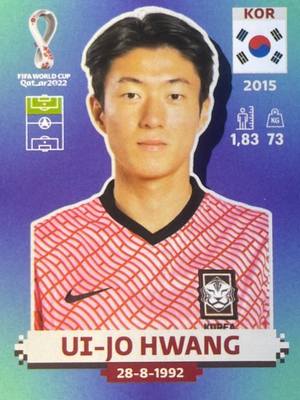 FIFA WORLD CUP
Qatar2022
KOR
2015
KG
1,83 73
KOREA
UI-JO HWANG
28-8-1992